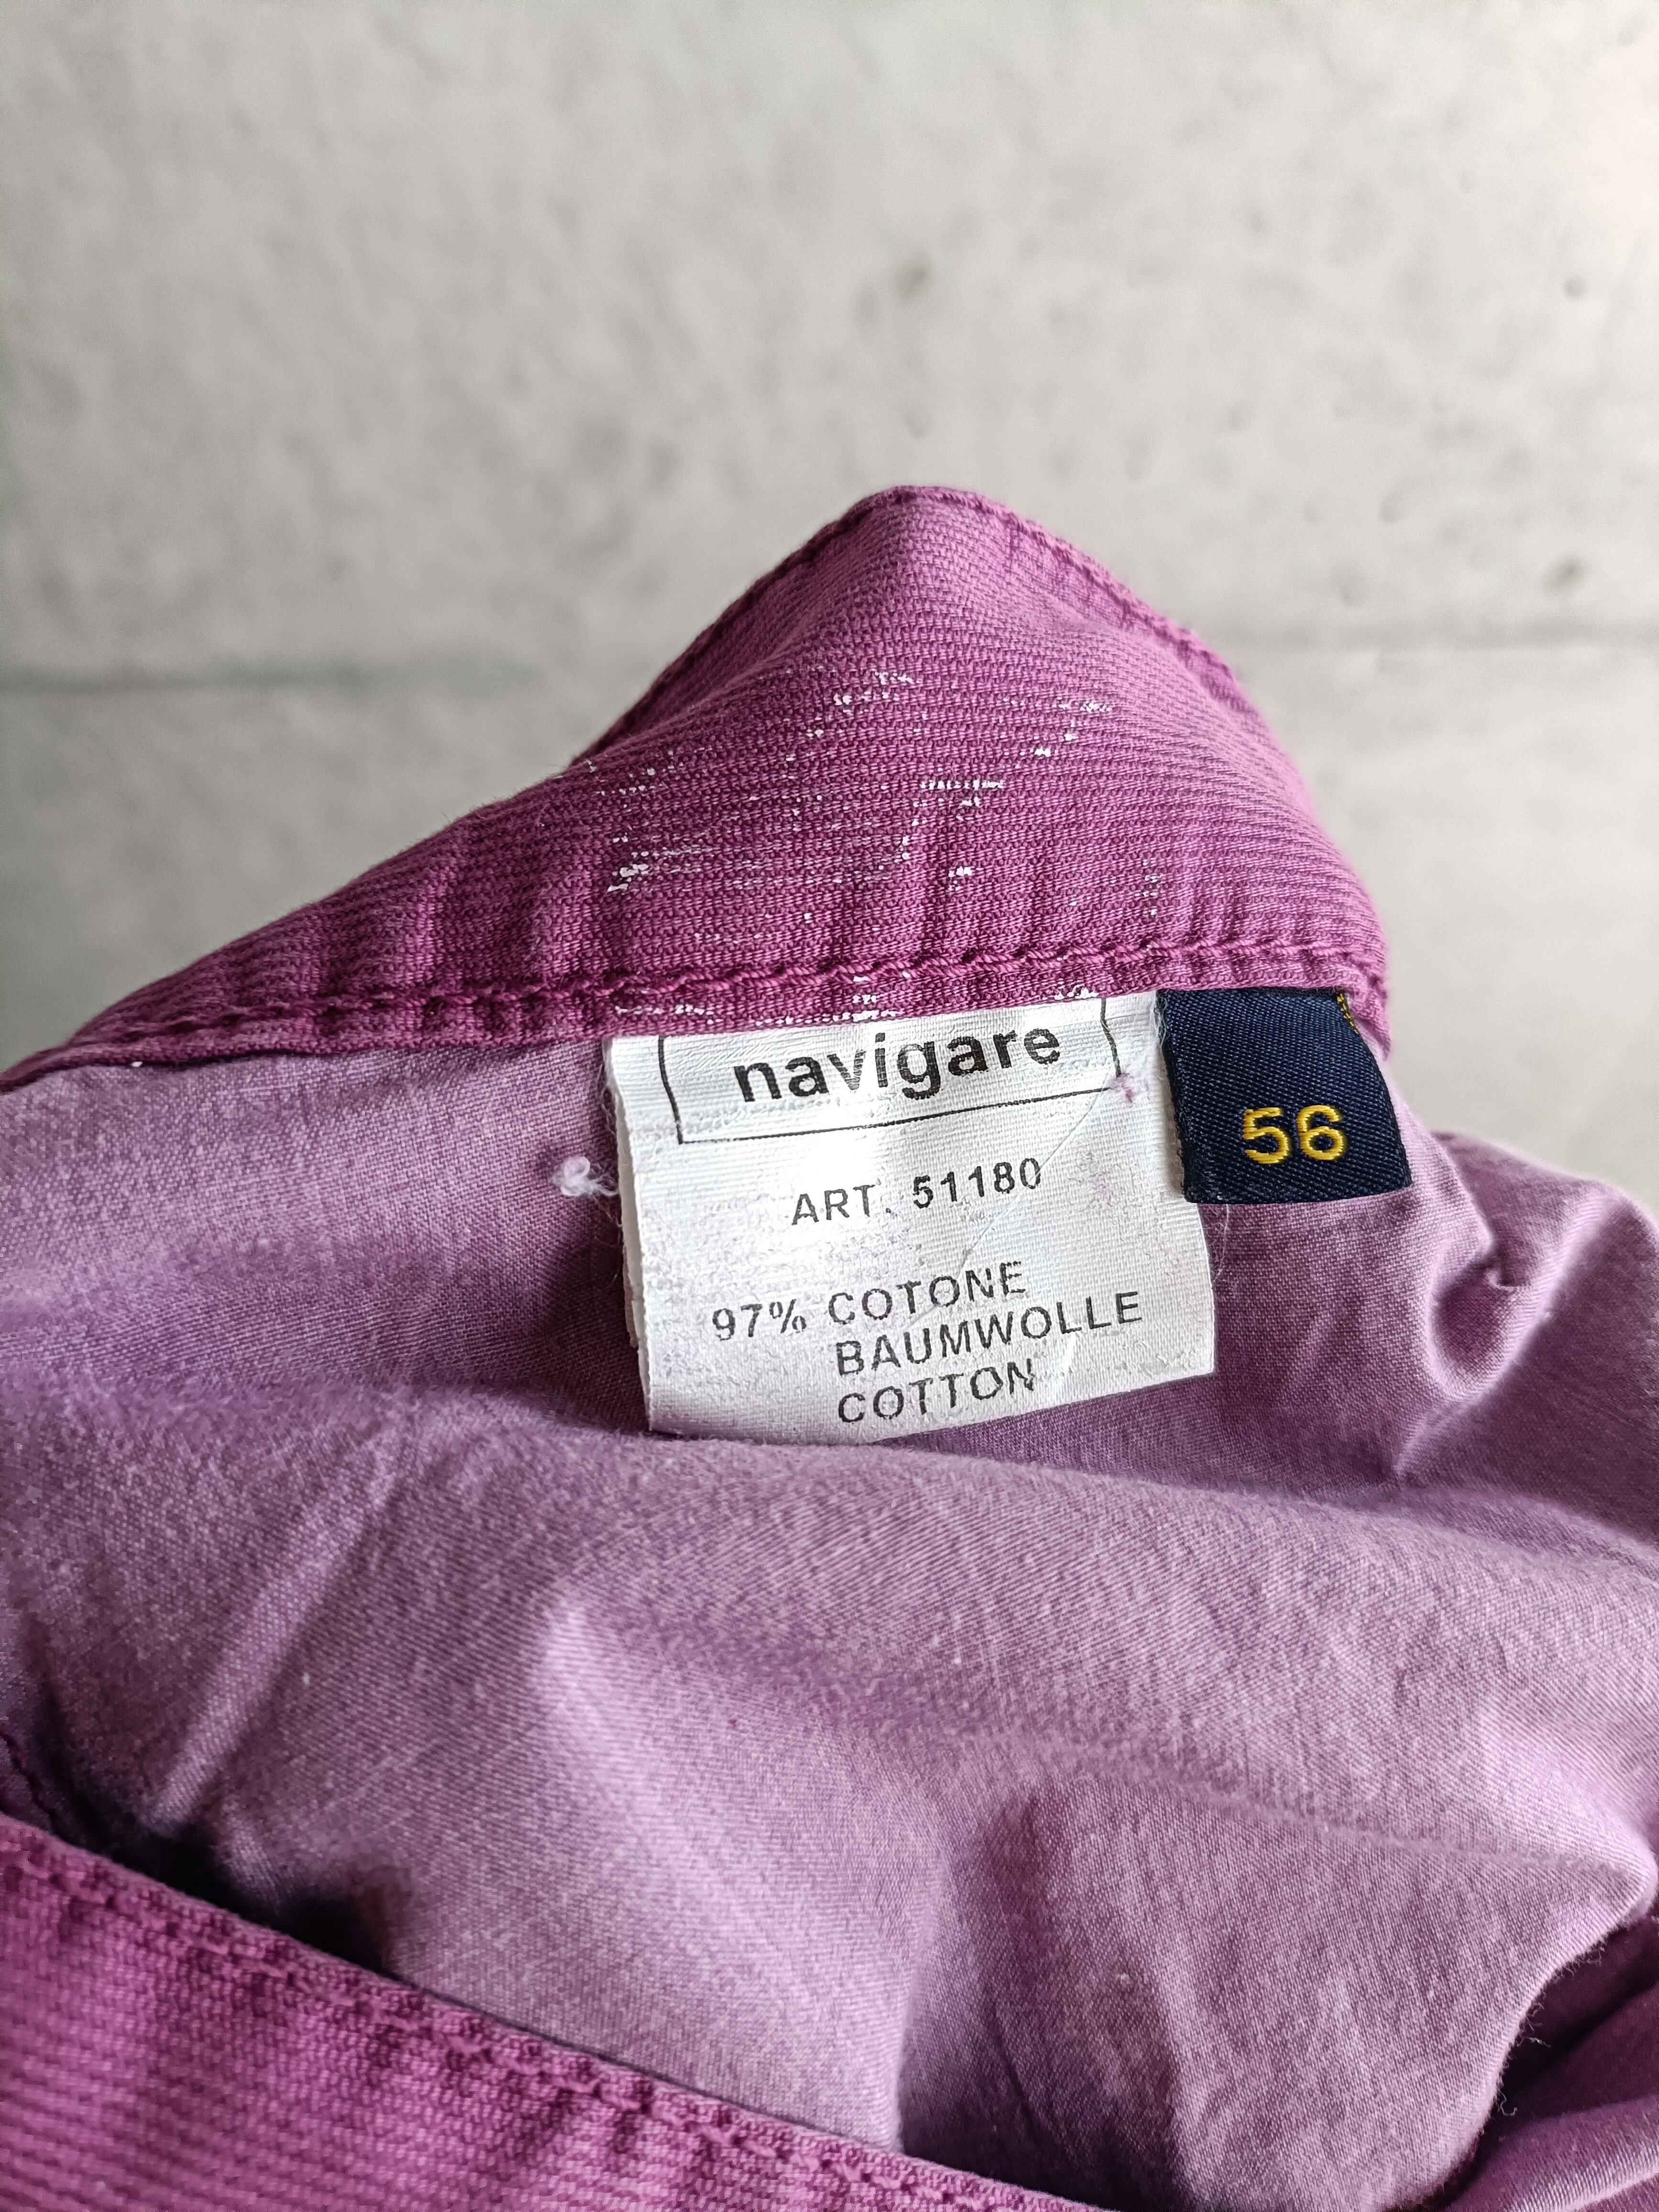 navigare
56
ART. 51180
97% COTONE
BAUMWOLLE
COTTON